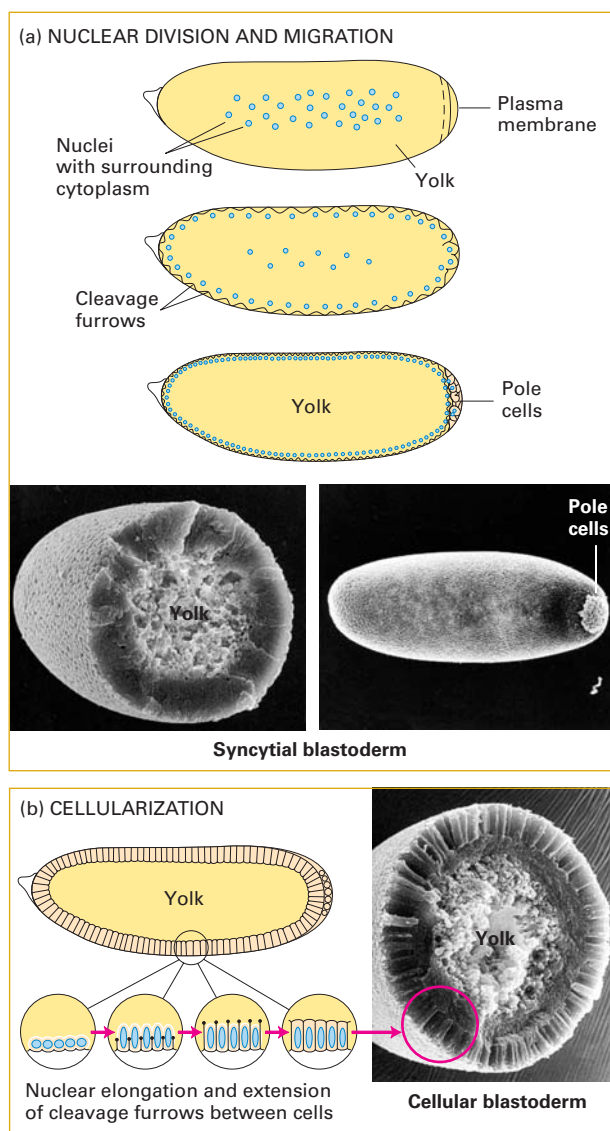 (a) NUCLEAR DIVISION AND MIGRATION
Plasma
membrane
Nuclei
with surrounding
cytoplasm
Yolk
Cleavage
furrows
Yolk
Pole
cells
Yolk
Pole
cells
Syncytial blastoderm
(b) CELLULARIZATION
Yolk
Yolk
Nuclear elongation and extension
of cleavage furrows between cells
Cellular blastoderm